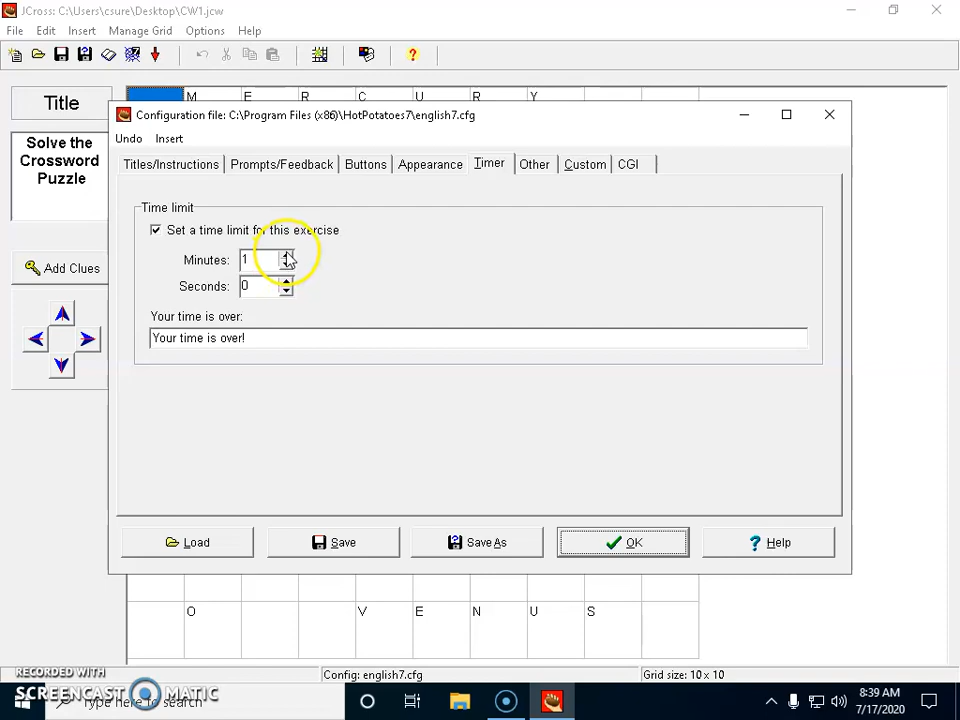 JCross: C:\Users\csure\Desktop\CW1.jcw
File Edit Insert Manage Grid Options Help
Title
M E R C U R Y
Solve the
Crossword
Puzzle
Configuration file: C:\Program Files (x86)\HotPotatoes7\english7.cfg
Undo Insert
Titles/Instructions Prompts/Feedback Buttons Appearance Timer Other Custom CGI
Time limit
Set a time limit for this exercise
Minutes: 1
Seconds: 0
Your time is over:
Your time is over!
Add Clues
Load Save Save As OK Help
O V E N U S
Config: english7.cfg Grid size: 10 x 10
RECORDED WITH
SCREENCAST MATIC
Type here to search
8:39 AM
7/17/2020